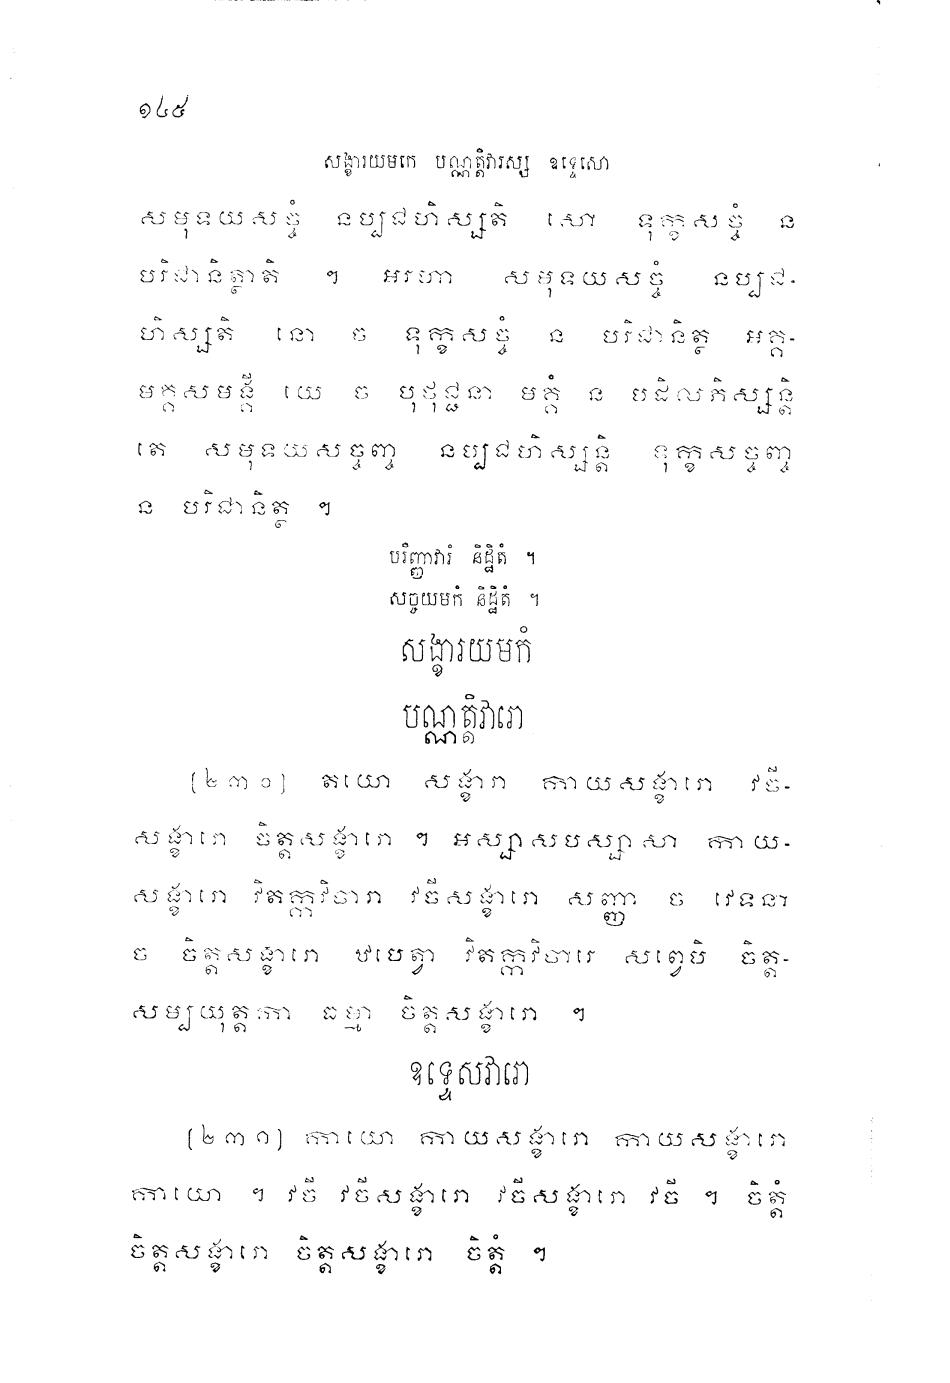 ១៤៥
សង្ខារយមកេ បណ្ណត្តិវារស្ស ឧទ្ទេសោ
សមុទយសច្ចំ នប្បជហិស្សតិ សោ ទុក្ខសច្ចំ ន
បរិជានិត្ថាតិ ។ អរហា សមុទយសច្ចំ នប្បជ-
ហិស្សតិ នោ ច ទុក្ខសច្ចំ ន បរិជានិត្ថ អគ្គ-
មគ្គសមង្គី យេ ច បុថុជ្ជនា មគ្គំ ន បដិលភិស្សន្តិ
តេ សមុទយសច្ចញ្ច នប្បជហិស្សន្តិ ទុក្ខសច្ចញ្ច
ន បរិជានិត្ថ ។
បរិញ្ញាវារំ និដ្ឋិតំ ។
សច្ចយមកំ និដ្ឋិតំ ។
សង្ខារយមកំ
បណ្ណត្តិវារោ
[២៣០] តយោ សង្ខារា កាយសង្ខារោ វចី-
សង្ខារោ ចិត្តសង្ខារោ ។ អស្សាសបស្សាសា កាយ-
សង្ខារោ វិតក្កវិចារា វចីសង្ខារោ សញ្ញា ច វេទនា
ច ចិត្តសង្ខារោ ឋបេត្វា វិតក្កវិចារេ សព្វេបិ ចិត្ត-
សម្បយុត្តកា ធម្មា ចិត្តសង្ខារោ ។
ឧទ្ទេសវារោ
[២៣១] កាយោ កាយសង្ខារោ កាយសង្ខារោ
កាយោ ។ វចី វចីសង្ខារោ វចីសង្ខារោ វចី ។ ចិត្តំ
ចិត្តសង្ខារោ ចិត្តសង្ខារោ ចិត្តំ ។